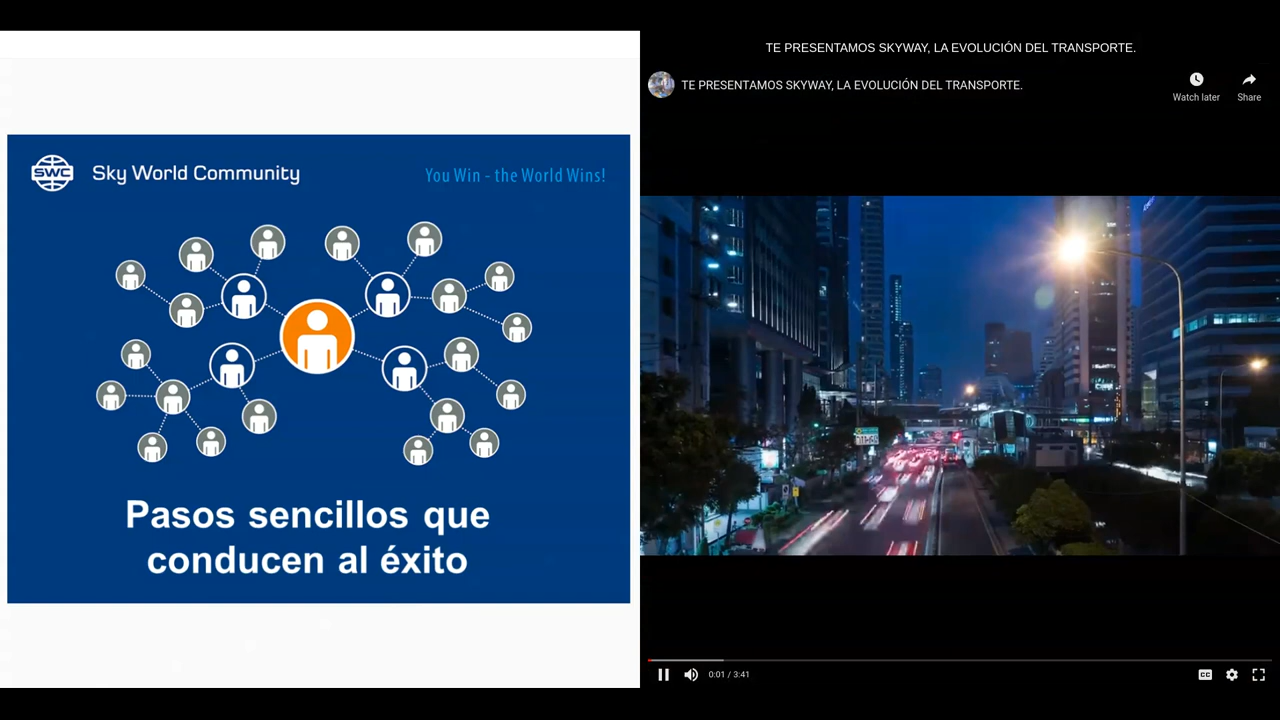 SWC
Sky World Community
You Win - the World Wins!
Pasos sencillos que
conducen al éxito
TE PRESENTAMOS SKYWAY, LA EVOLUCIÓN DEL TRANSPORTE.
TE PRESENTAMOS SKYWAY, LA EVOLUCIÓN DEL TRANSPORTE.
Watch later
Share
0:01 / 3:41
CC